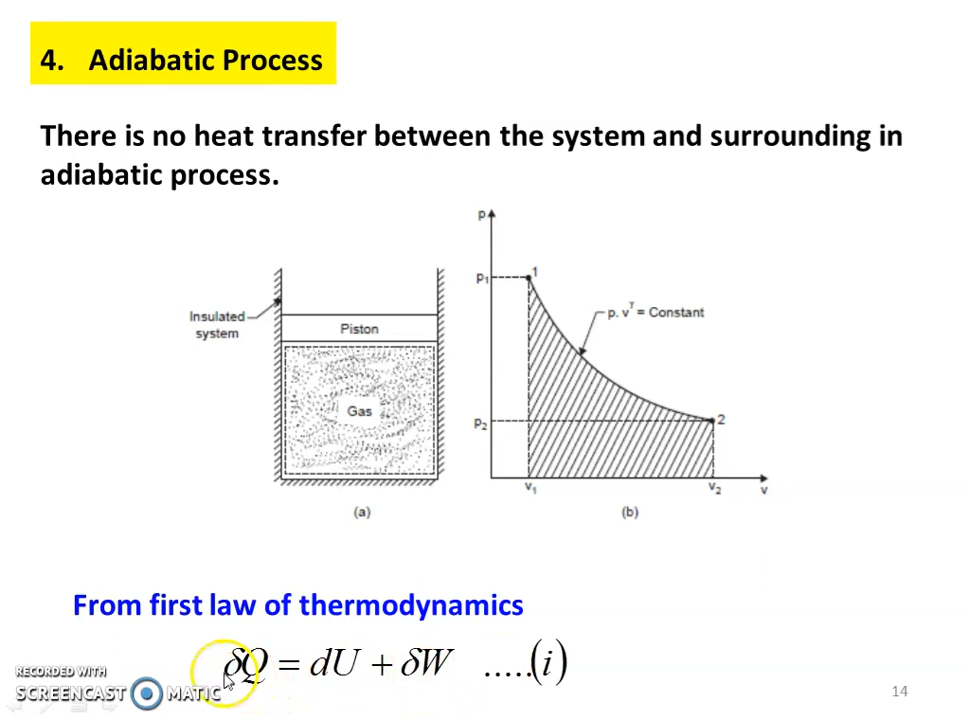 4. Adiabatic Process
There is no heat transfer between the system and surrounding in
adiabatic process.
p
p₁
1
p. vγ = Constant
Insulated
system
Piston
Gas
p₂
2
v₁
v₂
v
(a)
(b)
From first law of thermodynamics
δQ = dU + δW .....(i)
RECORDED WITH
SCREENCAST MATIC
14